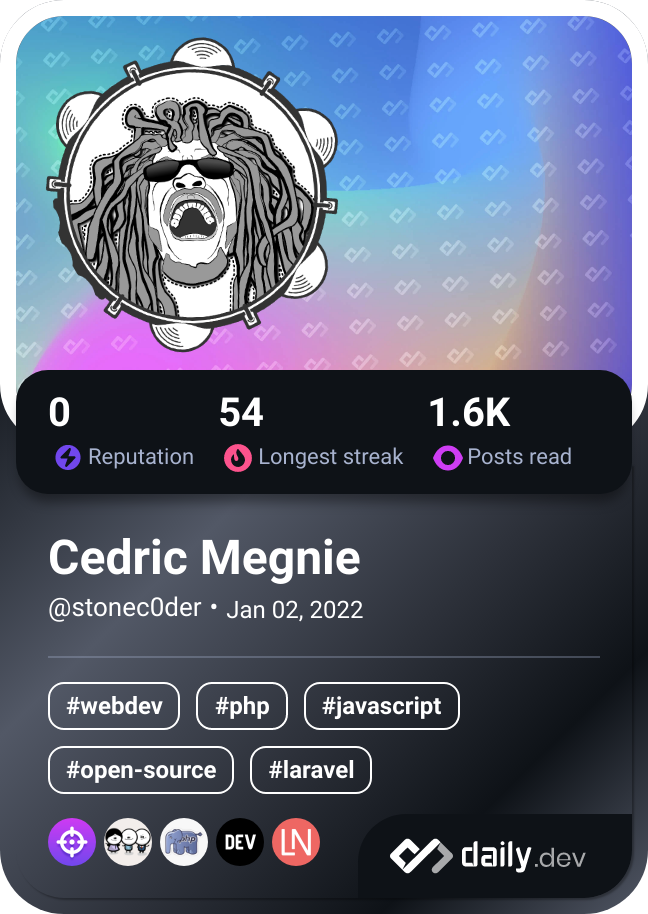 0 54 1.6K
Reputation Longest streak Posts read
Cedric Megnie
@stonec0der • Jan 02, 2022
#webdev #php #javascript
#open-source #laravel
php DEV LN
daily.dev